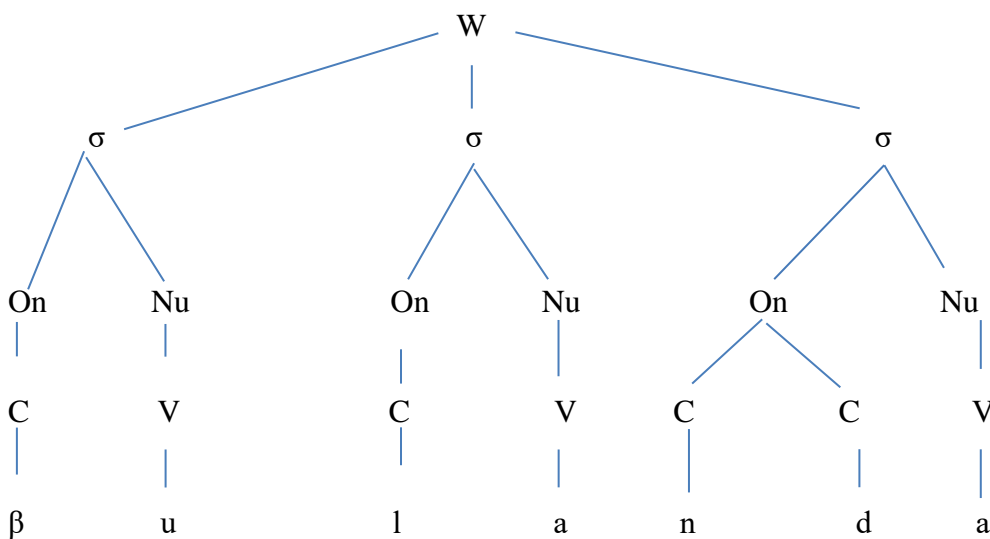 W
σ σ σ
On Nu On Nu On Nu
C V C V C C V
β u l a n d a